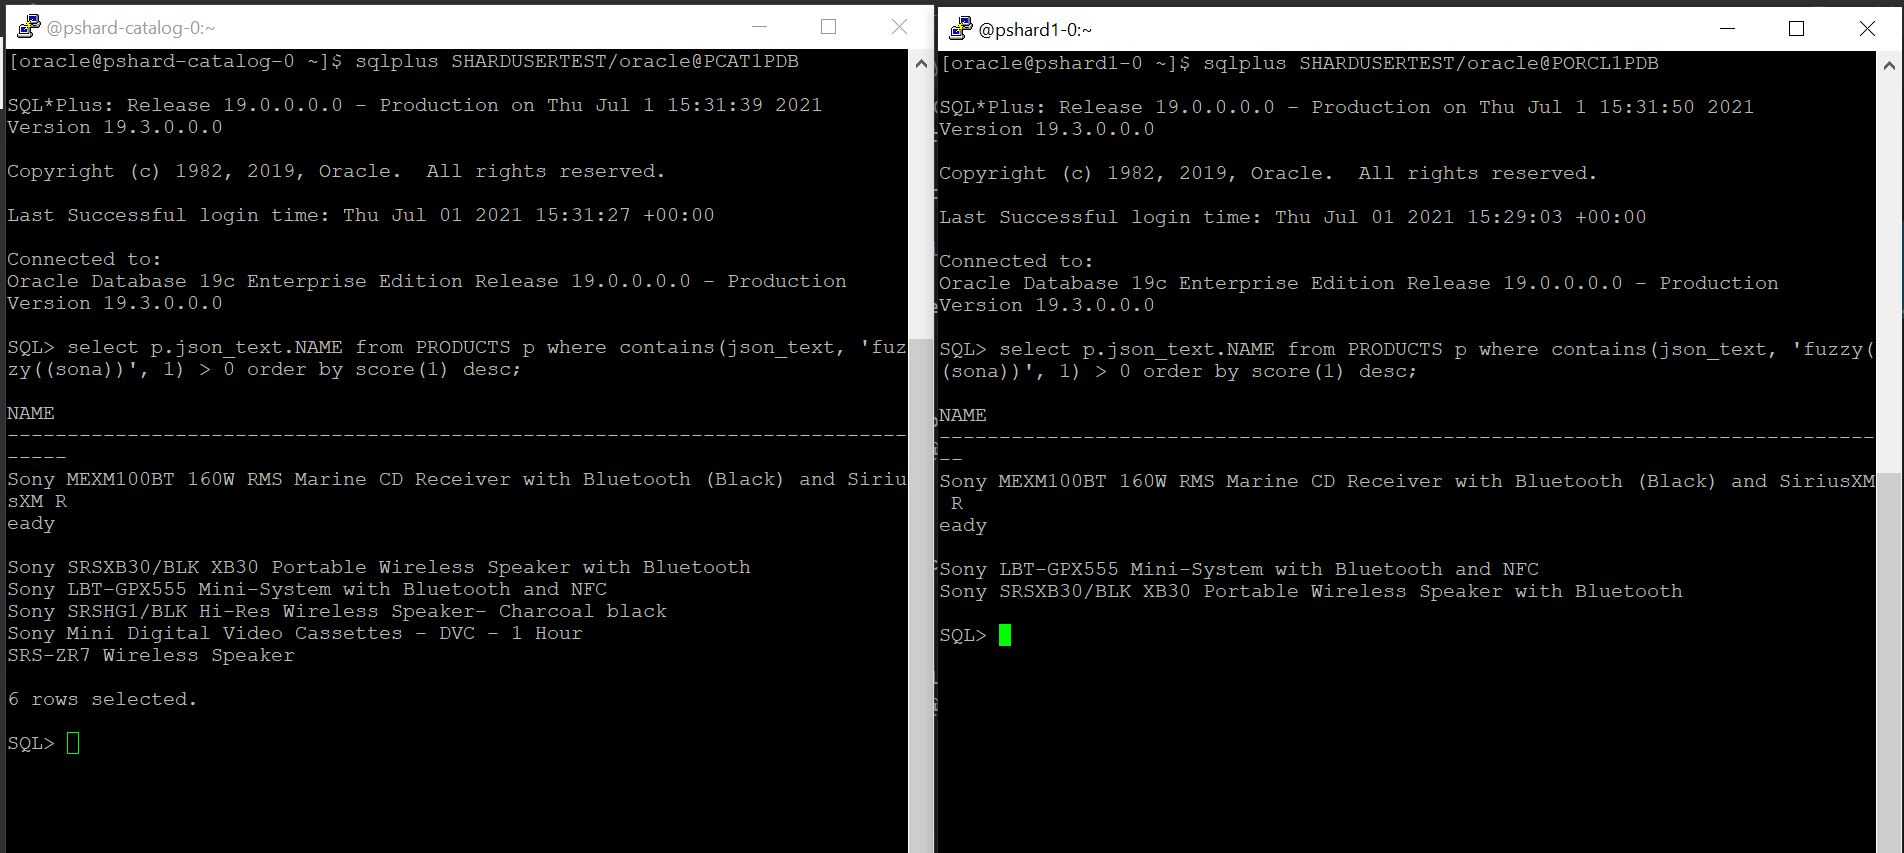 @pshard-catalog-0:~
[oracle@pshard-catalog-0 ~]$ sqlplus SHARDUSERTEST/oracle@PCAT1PDB
SQL*Plus: Release 19.0.0.0.0 - Production on Thu Jul 1 15:31:39 2021
Version 19.3.0.0.0
Copyright (c) 1982, 2019, Oracle.  All rights reserved.
Last Successful login time: Thu Jul 01 2021 15:31:27 +00:00
Connected to:
Oracle Database 19c Enterprise Edition Release 19.0.0.0.0 - Production
Version 19.3.0.0.0
SQL> select p.json_text.NAME from PRODUCTS p where contains(json_text, 'fuz
zy((sona))', 1) > 0 order by score(1) desc;
NAME
---------------------------------------------------------------------------
-----
Sony MEXM100BT 160W RMS Marine CD Receiver with Bluetooth (Black) and Siriu
sXM R
eady
Sony SRSXB30/BLK XB30 Portable Wireless Speaker with Bluetooth
Sony LBT-GPX555 Mini-System with Bluetooth and NFC
Sony SRSHG1/BLK Hi-Res Wireless Speaker- Charcoal black
Sony Mini Digital Video Cassettes - DVC - 1 Hour
SRS-ZR7 Wireless Speaker
6 rows selected.
SQL>
@pshard1-0:~
[oracle@pshard1-0 ~]$ sqlplus SHARDUSERTEST/oracle@PORCL1PDB
SQL*Plus: Release 19.0.0.0.0 - Production on Thu Jul 1 15:31:50 2021
Version 19.3.0.0.0
Copyright (c) 1982, 2019, Oracle.  All rights reserved.
Last Successful login time: Thu Jul 01 2021 15:29:03 +00:00
Connected to:
Oracle Database 19c Enterprise Edition Release 19.0.0.0.0 - Production
Version 19.3.0.0.0
SQL> select p.json_text.NAME from PRODUCTS p where contains(json_text, 'fuzzy(
(sona))', 1) > 0 order by score(1) desc;
NAME
------------------------------------------------------------------------------
--
Sony MEXM100BT 160W RMS Marine CD Receiver with Bluetooth (Black) and SiriusXM
 R
eady
Sony LBT-GPX555 Mini-System with Bluetooth and NFC
Sony SRSXB30/BLK XB30 Portable Wireless Speaker with Bluetooth
SQL>